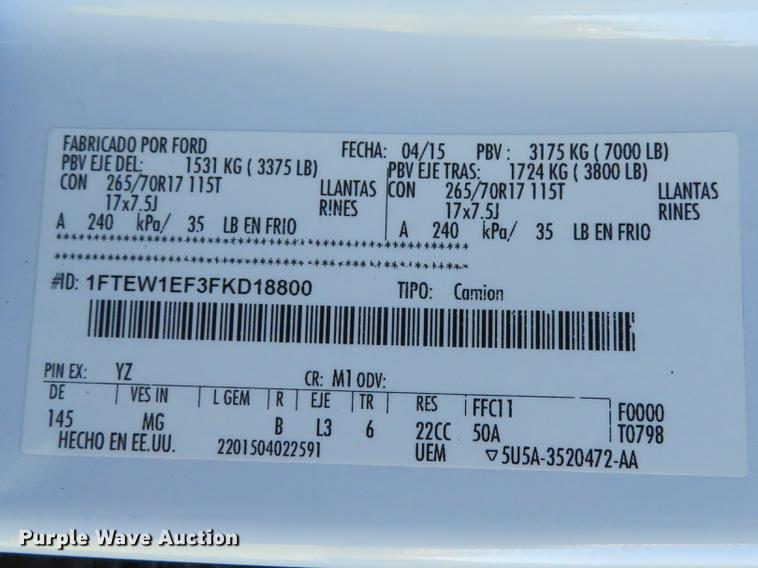 FABRICADO POR FORD FECHA: 04/15 PBV: 3175 KG ( 7000 LB)
PBV EJE DEL: 1531 KG ( 3375 LB) PBV EJE TRAS: 1724 KG ( 3800 LB)
CON 265/70R17 115T LLANTAS CON 265/70R17 115T LLANTAS
17x7.5J RINES 17x7.5J RINES
A 240 kPa/ 35 LB EN FRIO A 240 kPa/ 35 LB EN FRIO
#ID: 1FTEW1EF3FKD18800 TIPO: Camion
PIN EX: YZ CR: M1 ODV:
DE VES IN L GEM R EJE TR RES FFC11 F0000
145 MG B L3 6 22CC 50A T0798
HECHO EN EE.UU. 2201504022591 UEM ▽5U5A-3520472-AA
Purple Wave Auction